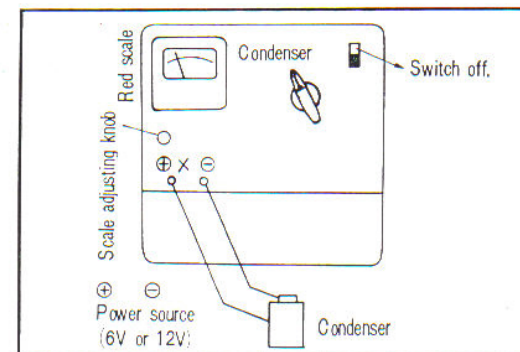 Red scale
Condenser
Switch off.
Scale adjusting knob
⊕ X ⊖
⊕ ⊖
Power source
(6V or 12V)
Condenser